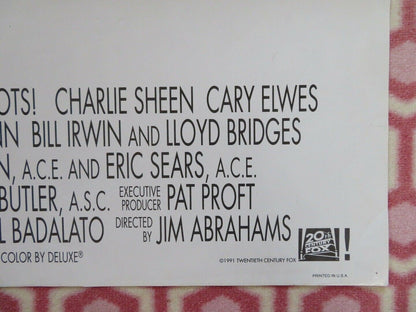 OTS! CHARLIE SHEEN CARY ELWES
BILL IRWIN AND LLOYD BRIDGES
A.C.E. AND ERIC SEARS, A.C.E.
BUTLER, A.S.C. EXECUTIVE PRODUCER PAT PROFT
BADALATO DIRECTED BY JIM ABRAHAMS
COLOR BY DELUXE®
20TH CENTURY FOX !
©1991 TWENTIETH CENTURY FOX
PRINTED IN U.S.A.